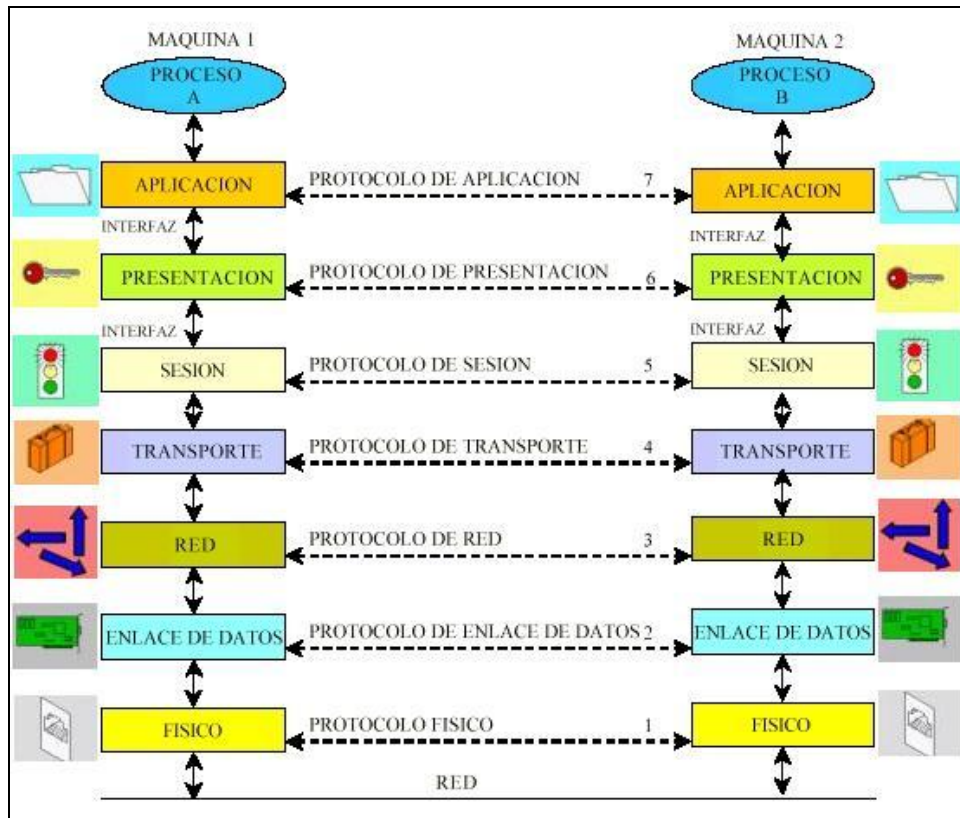 MAQUINA 1
MAQUINA 2
PROCESO
A
PROCESO
B
APLICACION
PROTOCOLO DE APLICACION 7
APLICACION
INTERFAZ
INTERFAZ
PRESENTACION
PROTOCOLO DE PRESENTACION 6
PRESENTACION
INTERFAZ
INTERFAZ
SESION
PROTOCOLO DE SESION 5
SESION
TRANSPORTE
PROTOCOLO DE TRANSPORTE 4
TRANSPORTE
RED
PROTOCOLO DE RED 3
RED
ENLACE DE DATOS
PROTOCOLO DE ENLACE DE DATOS 2
ENLACE DE DATOS
FISICO
PROTOCOLO FISICO 1
FISICO
RED